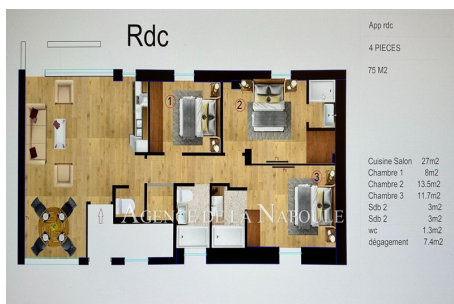 Rdc
App rdc
4 PIECES
75 M2
1
2
3
AGENCE DE LA NAPOULE
Cuisine Salon 27m2
Chambre 1 8m2
Chambre 2 13.5m2
Chambre 3 11.7m2
Sdb 2 3m2
Sdb 2 3m2
wc 1.3m2
dégagement 7.4m2